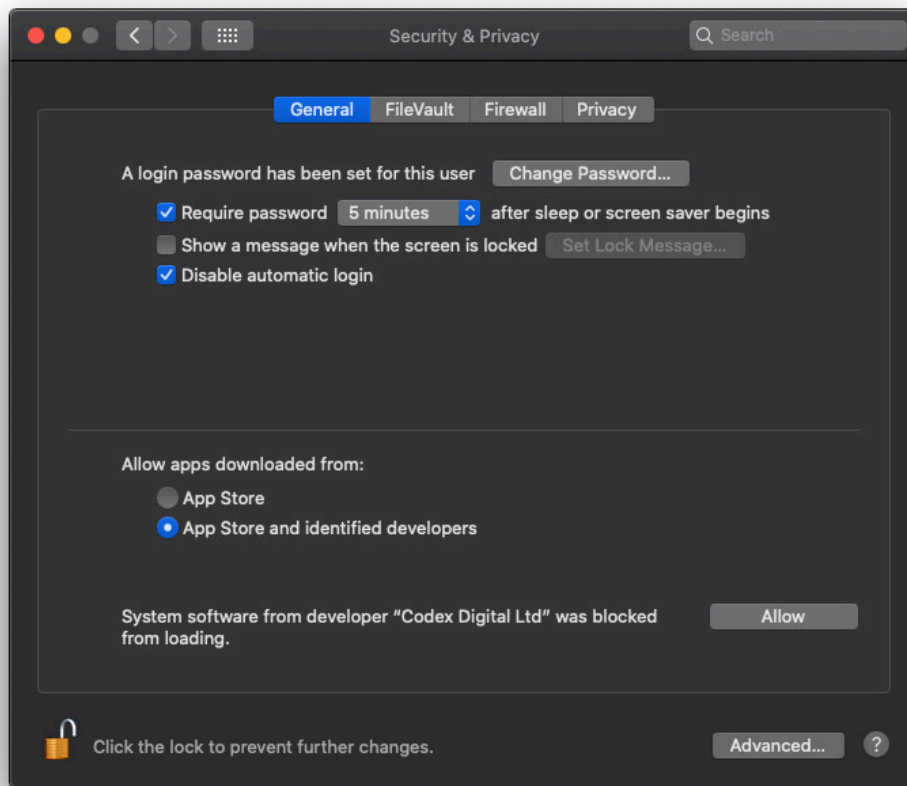 Security & Privacy
Search
General FileVault Firewall Privacy
A login password has been set for this user Change Password...
Require password 5 minutes after sleep or screen saver begins
Show a message when the screen is locked Set Lock Message...
Disable automatic login
Allow apps downloaded from:
App Store
App Store and identified developers
System software from developer “Codex Digital Ltd” was blocked Allow
from loading.
Click the lock to prevent further changes. Advanced... ?